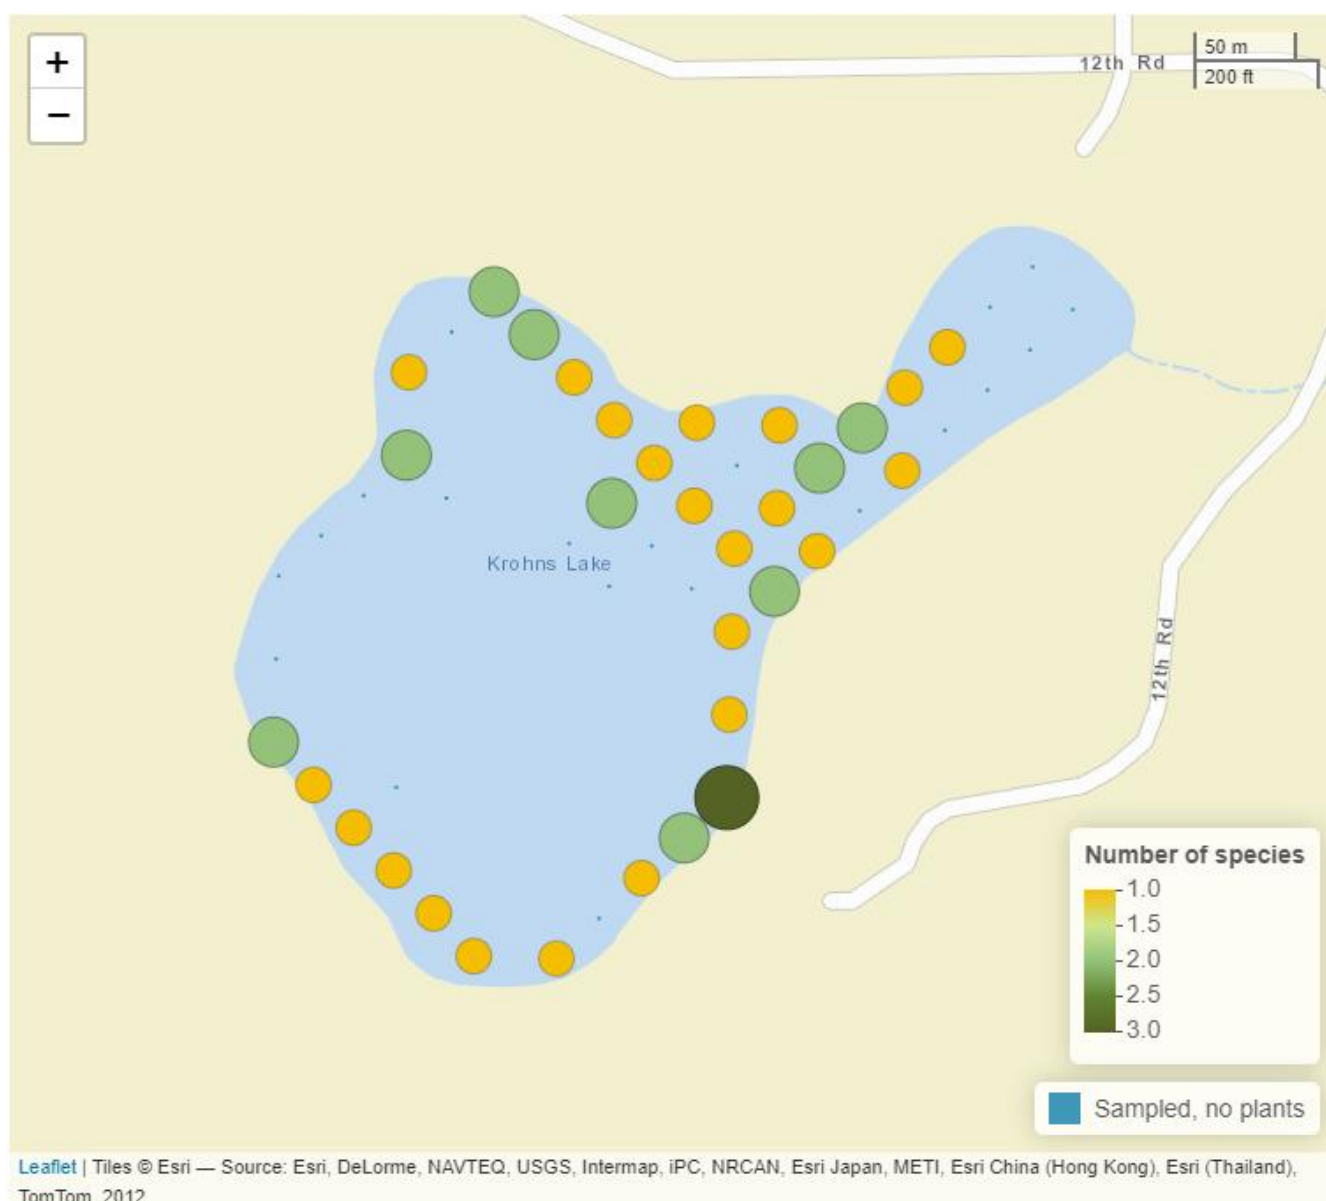 +
−
12th Rd
50 m
200 ft
Krohns Lake
12th Rd
Number of species
1.0
1.5
2.0
2.5
3.0
Sampled, no plants
Leaflet | Tiles © Esri — Source: Esri, DeLorme, NAVTEQ, USGS, Intermap, iPC, NRCAN, Esri Japan, METI, Esri China (Hong Kong), Esri (Thailand),
TomTom, 2012